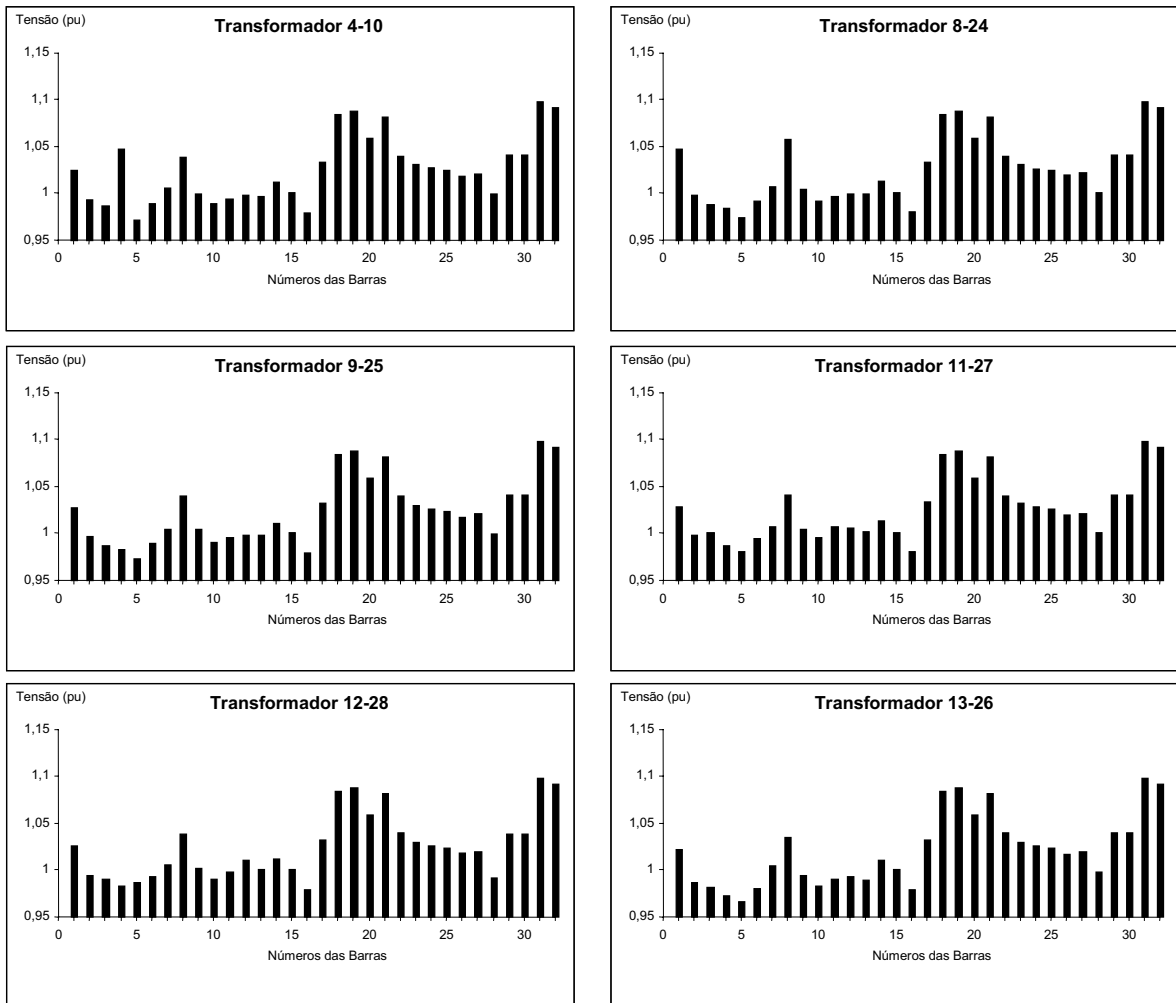 Tensão (pu)
Transformador 4-10
1,15
1,1
1,05
1
0,95
0 5 10 15 20 25 30
Números das Barras
Tensão (pu)
Transformador 8-24
1,15
1,1
1,05
1
0,95
0 5 10 15 20 25 30
Números das Barras
Tensão (pu)
Transformador 9-25
1,15
1,1
1,05
1
0,95
0 5 10 15 20 25 30
Números das Barras
Tensão (pu)
Transformador 11-27
1,15
1,1
1,05
1
0,95
0 5 10 15 20 25 30
Números das Barras
Tensão (pu)
Transformador 12-28
1,15
1,1
1,05
1
0,95
0 5 10 15 20 25 30
Números das Barras
Tensão (pu)
Transformador 13-26
1,15
1,1
1,05
1
0,95
0 5 10 15 20 25 30
Números das Barras